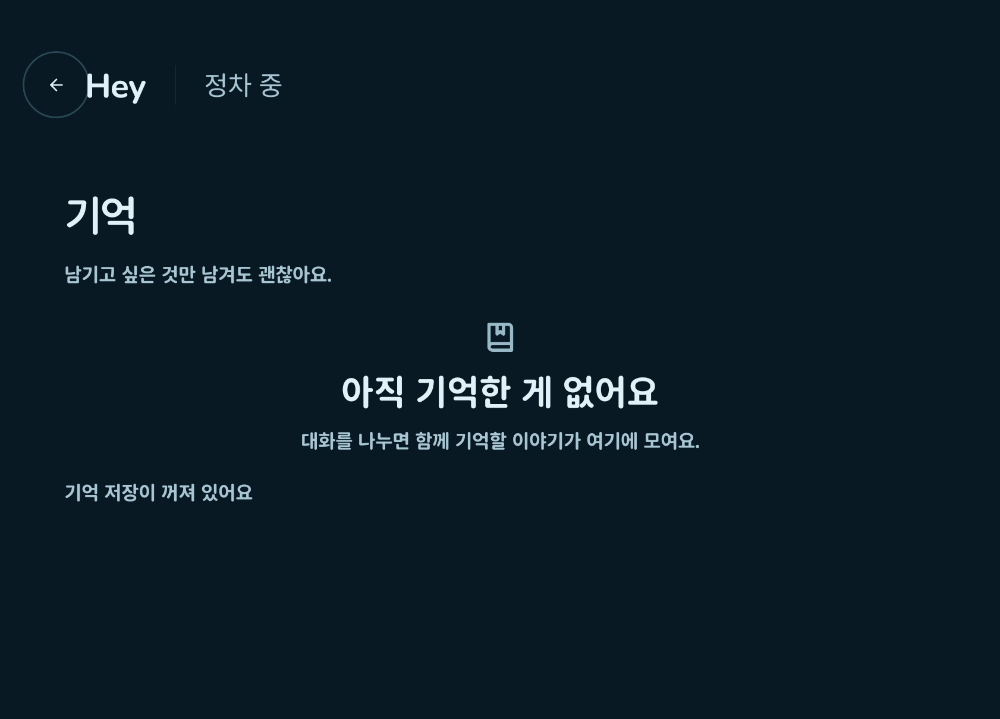 Hey
정차 중
기억
남기고 싶은 것만 남겨도 괜찮아요.
아직 기억한 게 없어요
대화를 나누면 함께 기억할 이야기가 여기에 모여요.
기억 저장이 꺼져 있어요